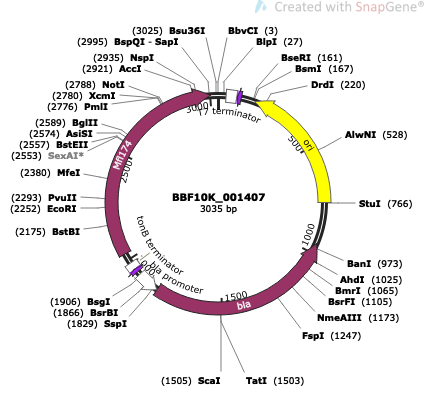 Created with SnapGene®
(3025) Bsu36I
BbvCI (3)
(2995) BspQI - SapI
BlpI (27)
(2935) NspI
BseRI (161)
(2921) AccI
BsmI (167)
(2788) NotI
DrdI (220)
(2780) XcmI
(2776) PmlI
3000
T7 terminator
(2589) BglII
(2574) AsiSI
(2557) BstEII
(2553) SexAI*
AlwNI (528)
500
ori
Mfl174
2500
(2380) MfeI
(2293) PvuII
(2252) EcoRI
BBF10K_001407
3035 bp
StuI (766)
(2175) BstBI
tonB terminator
1000
BanI (973)
AhdI (1025)
BmrI (1065)
BsrFI (1105)
NmeAIII (1173)
FspI (1247)
bla promoter
(1906) BsgI
(1866) BsrBI
(1829) SspI
1500
bla
(1505) ScaI
TatI (1503)